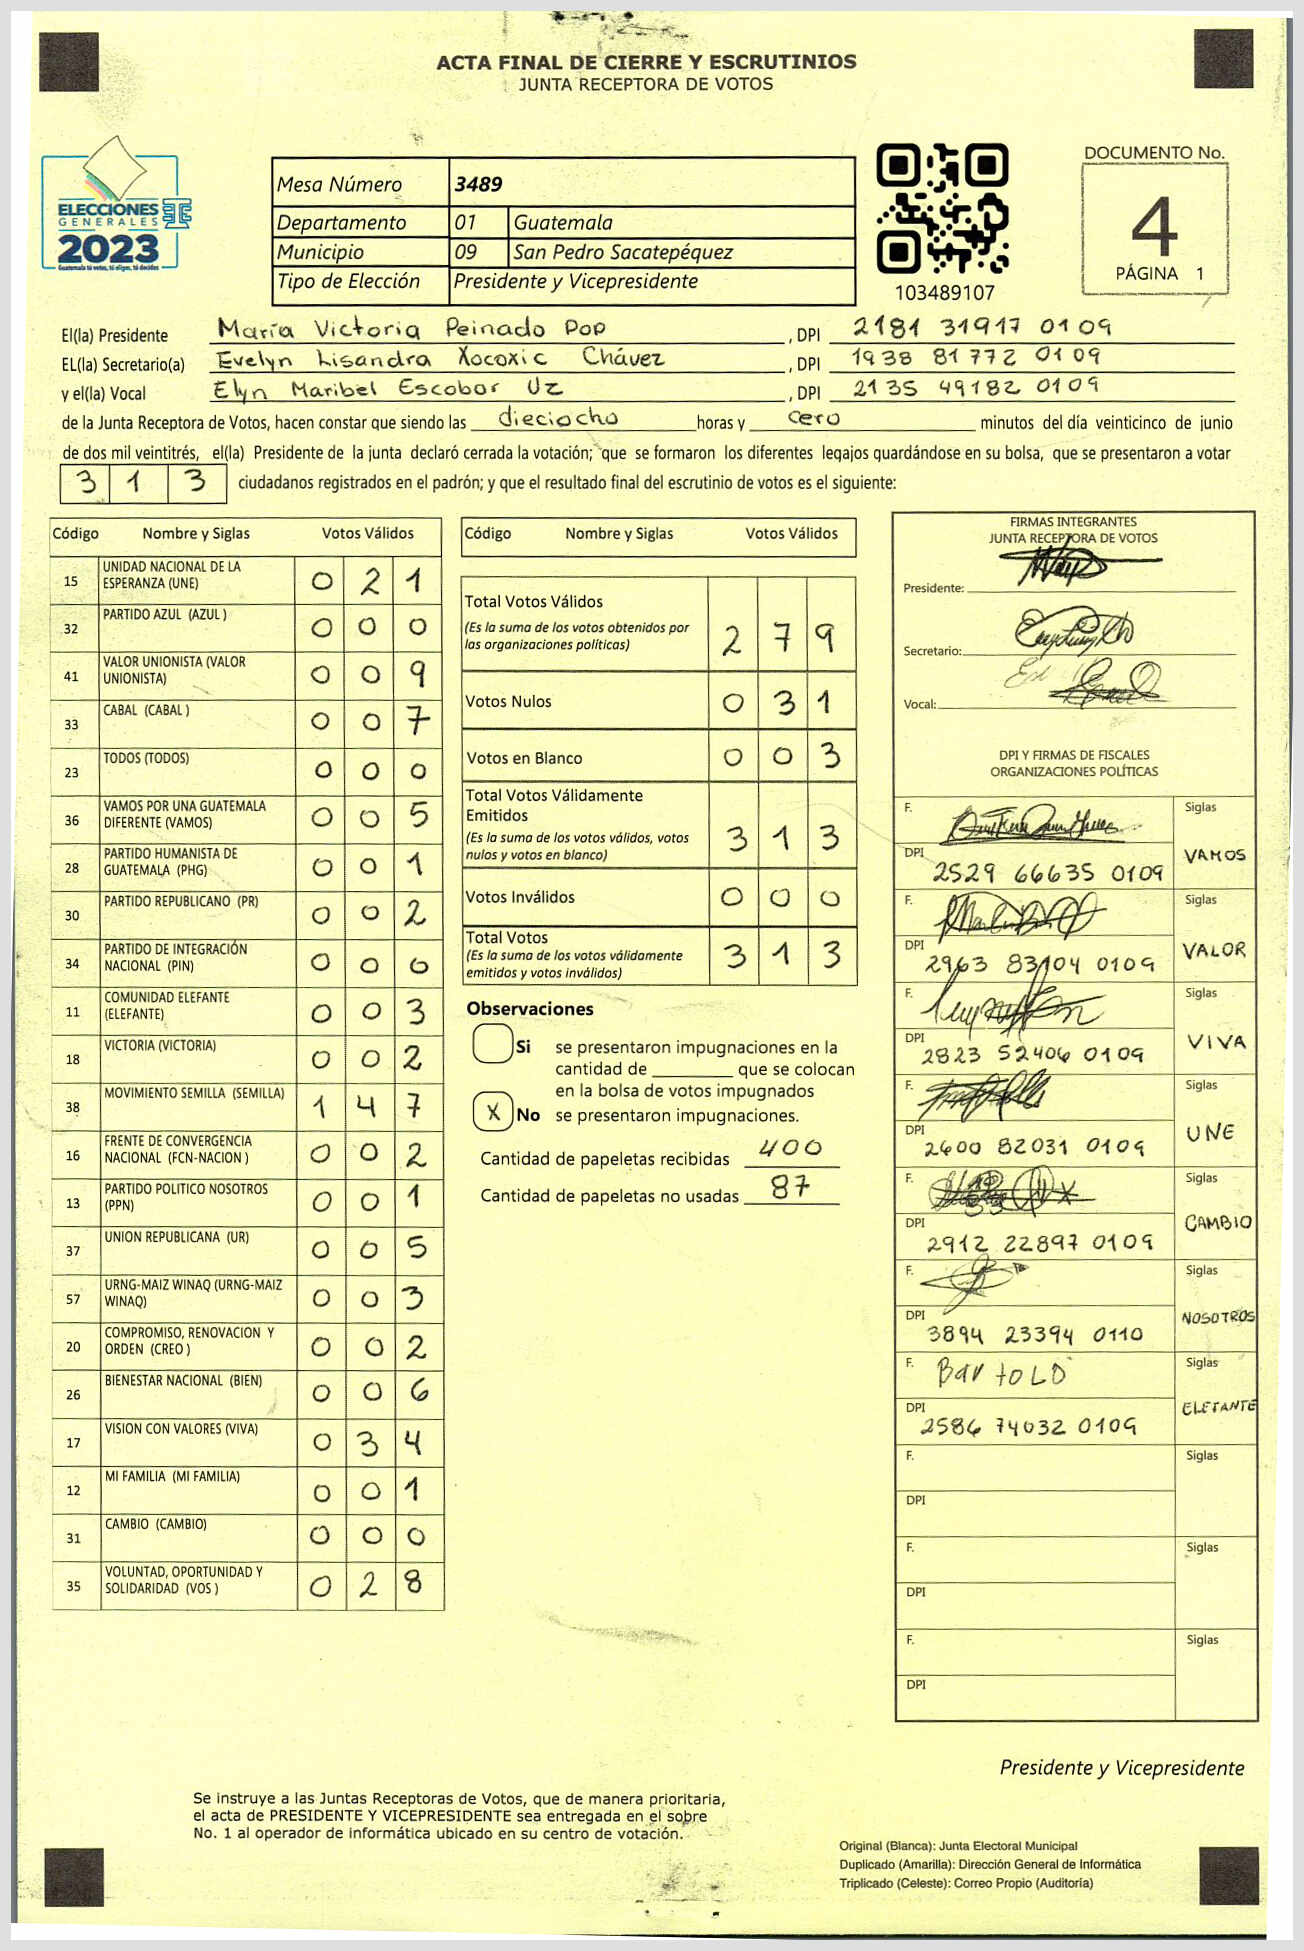 ACTA FINAL DE CIERRE Y ESCRUTINIOS
JUNTA RECEPTORA DE VOTOS
ELECCIONES
GENERALES
2023
Guatemala tú votas, tú eliges, tú decides
Mesa Número 3489
Departamento 01 Guatemala
Municipio 09 San Pedro Sacatepéquez
Tipo de Elección Presidente y Vicepresidente
103489107
DOCUMENTO No.
4
PÁGINA 1
El(la) Presidente María Victoria Peinado Pop , DPI 2181 31917 0109
EL(la) Secretario(a) Evelyn Lisandra Xocoxic Chávez , DPI 1938 81772 0109
y el(la) Vocal Elyn Maribel Escobar Uz , DPI 2135 49182 0109
de la Junta Receptora de Votos, hacen constar que siendo las dieciocho horas y cero minutos del día veinticinco de junio
de dos mil veintitrés, el(la) Presidente de la junta declaró cerrada la votación; que se formaron los diferentes legajos guardándose en su bolsa, que se presentaron a votar
3 1 3 ciudadanos registrados en el padrón; y que el resultado final del escrutinio de votos es el siguiente:
Código Nombre y Siglas Votos Válidos
15 UNIDAD NACIONAL DE LA ESPERANZA (UNE) 0 2 1
32 PARTIDO AZUL (AZUL ) 0 0 0
41 VALOR UNIONISTA (VALOR UNIONISTA) 0 0 9
33 CABAL (CABAL ) 0 0 7
23 TODOS (TODOS) 0 0 0
36 VAMOS POR UNA GUATEMALA DIFERENTE (VAMOS) 0 0 5
28 PARTIDO HUMANISTA DE GUATEMALA (PHG) 0 0 1
30 PARTIDO REPUBLICANO (PR) 0 0 2
34 PARTIDO DE INTEGRACIÓN NACIONAL (PIN) 0 0 0
11 COMUNIDAD ELEFANTE (ELEFANTE) 0 0 3
18 VICTORIA (VICTORIA) 0 0 2
38 MOVIMIENTO SEMILLA (SEMILLA) 1 4 7
16 FRENTE DE CONVERGENCIA NACIONAL (FCN-NACION ) 0 0 2
13 PARTIDO POLITICO NOSOTROS (PPN) 0 0 1
37 UNION REPUBLICANA (UR) 0 0 5
57 URNG-MAIZ WINAQ (URNG-MAIZ WINAQ) 0 0 3
20 COMPROMISO, RENOVACION Y ORDEN (CREO ) 0 0 2
26 BIENESTAR NACIONAL (BIEN) 0 0 6
17 VISION CON VALORES (VIVA) 0 3 4
12 MI FAMILIA (MI FAMILIA) 0 0 1
31 CAMBIO (CAMBIO) 0 0 0
35 VOLUNTAD, OPORTUNIDAD Y SOLIDARIDAD (VOS ) 0 2 8
Código Nombre y Siglas Votos Válidos
Total Votos Válidos
(Es la suma de los votos obtenidos por
las organizaciones políticas) 2 7 9
Votos Nulos 0 3 1
Votos en Blanco 0 0 3
Total Votos Válidamente
Emitidos
(Es la suma de los votos válidos, votos
nulos y votos en blanco) 3 1 3
Votos Inválidos 0 0 0
Total Votos
(Es la suma de los votos válidamente
emitidos y votos inválidos) 3 1 3
Observaciones
Si se presentaron impugnaciones en la
cantidad de ________ que se colocan
en la bolsa de votos impugnados
X No se presentaron impugnaciones.
Cantidad de papeletas recibidas 400
Cantidad de papeletas no usadas 87
FIRMAS INTEGRANTES
JUNTA RECEPTORA DE VOTOS
Presidente:
Secretario:
Vocal:
DPI Y FIRMAS DE FISCALES
ORGANIZACIONES POLÍTICAS
F. Siglas
DPI 2529 66635 0109 VAMOS
F. Siglas
DPI 2963 83104 0109 VALOR
F. Siglas
DPI 2823 52406 0109 VIVA
F. Siglas
DPI 2600 82031 0109 UNE
F. Siglas
DPI 2912 22897 0109 CAMBIO
F. Siglas
DPI 3894 23394 0110 NOSOTROS
F. Bartolo Siglas
DPI 2586 74032 0109 ELEFANTE
F. Siglas
DPI
F. Siglas
DPI
F. Siglas
DPI
Presidente y Vicepresidente
Se instruye a las Juntas Receptoras de Votos, que de manera prioritaria,
el acta de PRESIDENTE Y VICEPRESIDENTE sea entregada en el sobre
No. 1 al operador de informática ubicado en su centro de votación.
Original (Blanca): Junta Electoral Municipal
Duplicado (Amarilla): Dirección General de Informática
Triplicado (Celeste): Correo Propio (Auditoría)